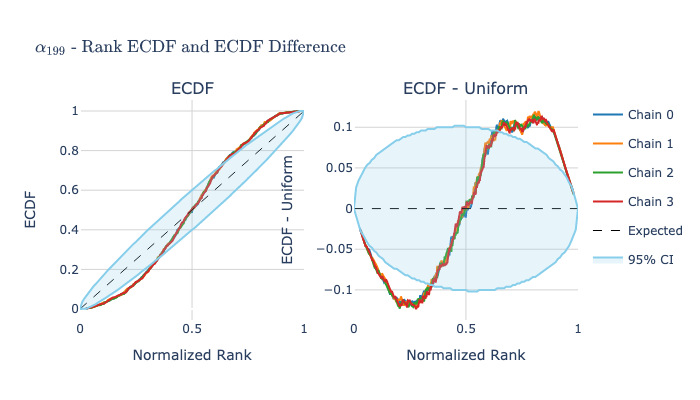 α₁₉₉ - Rank ECDF and ECDF Difference
ECDF
ECDF
1
0.8
0.6
0.4
0.2
0
0
0.5
1
Normalized Rank
ECDF - Uniform
ECDF - Uniform
0.1
0.05
0
−0.05
−0.1
0
0.5
1
Normalized Rank
Chain 0
Chain 1
Chain 2
Chain 3
Expected
95% CI